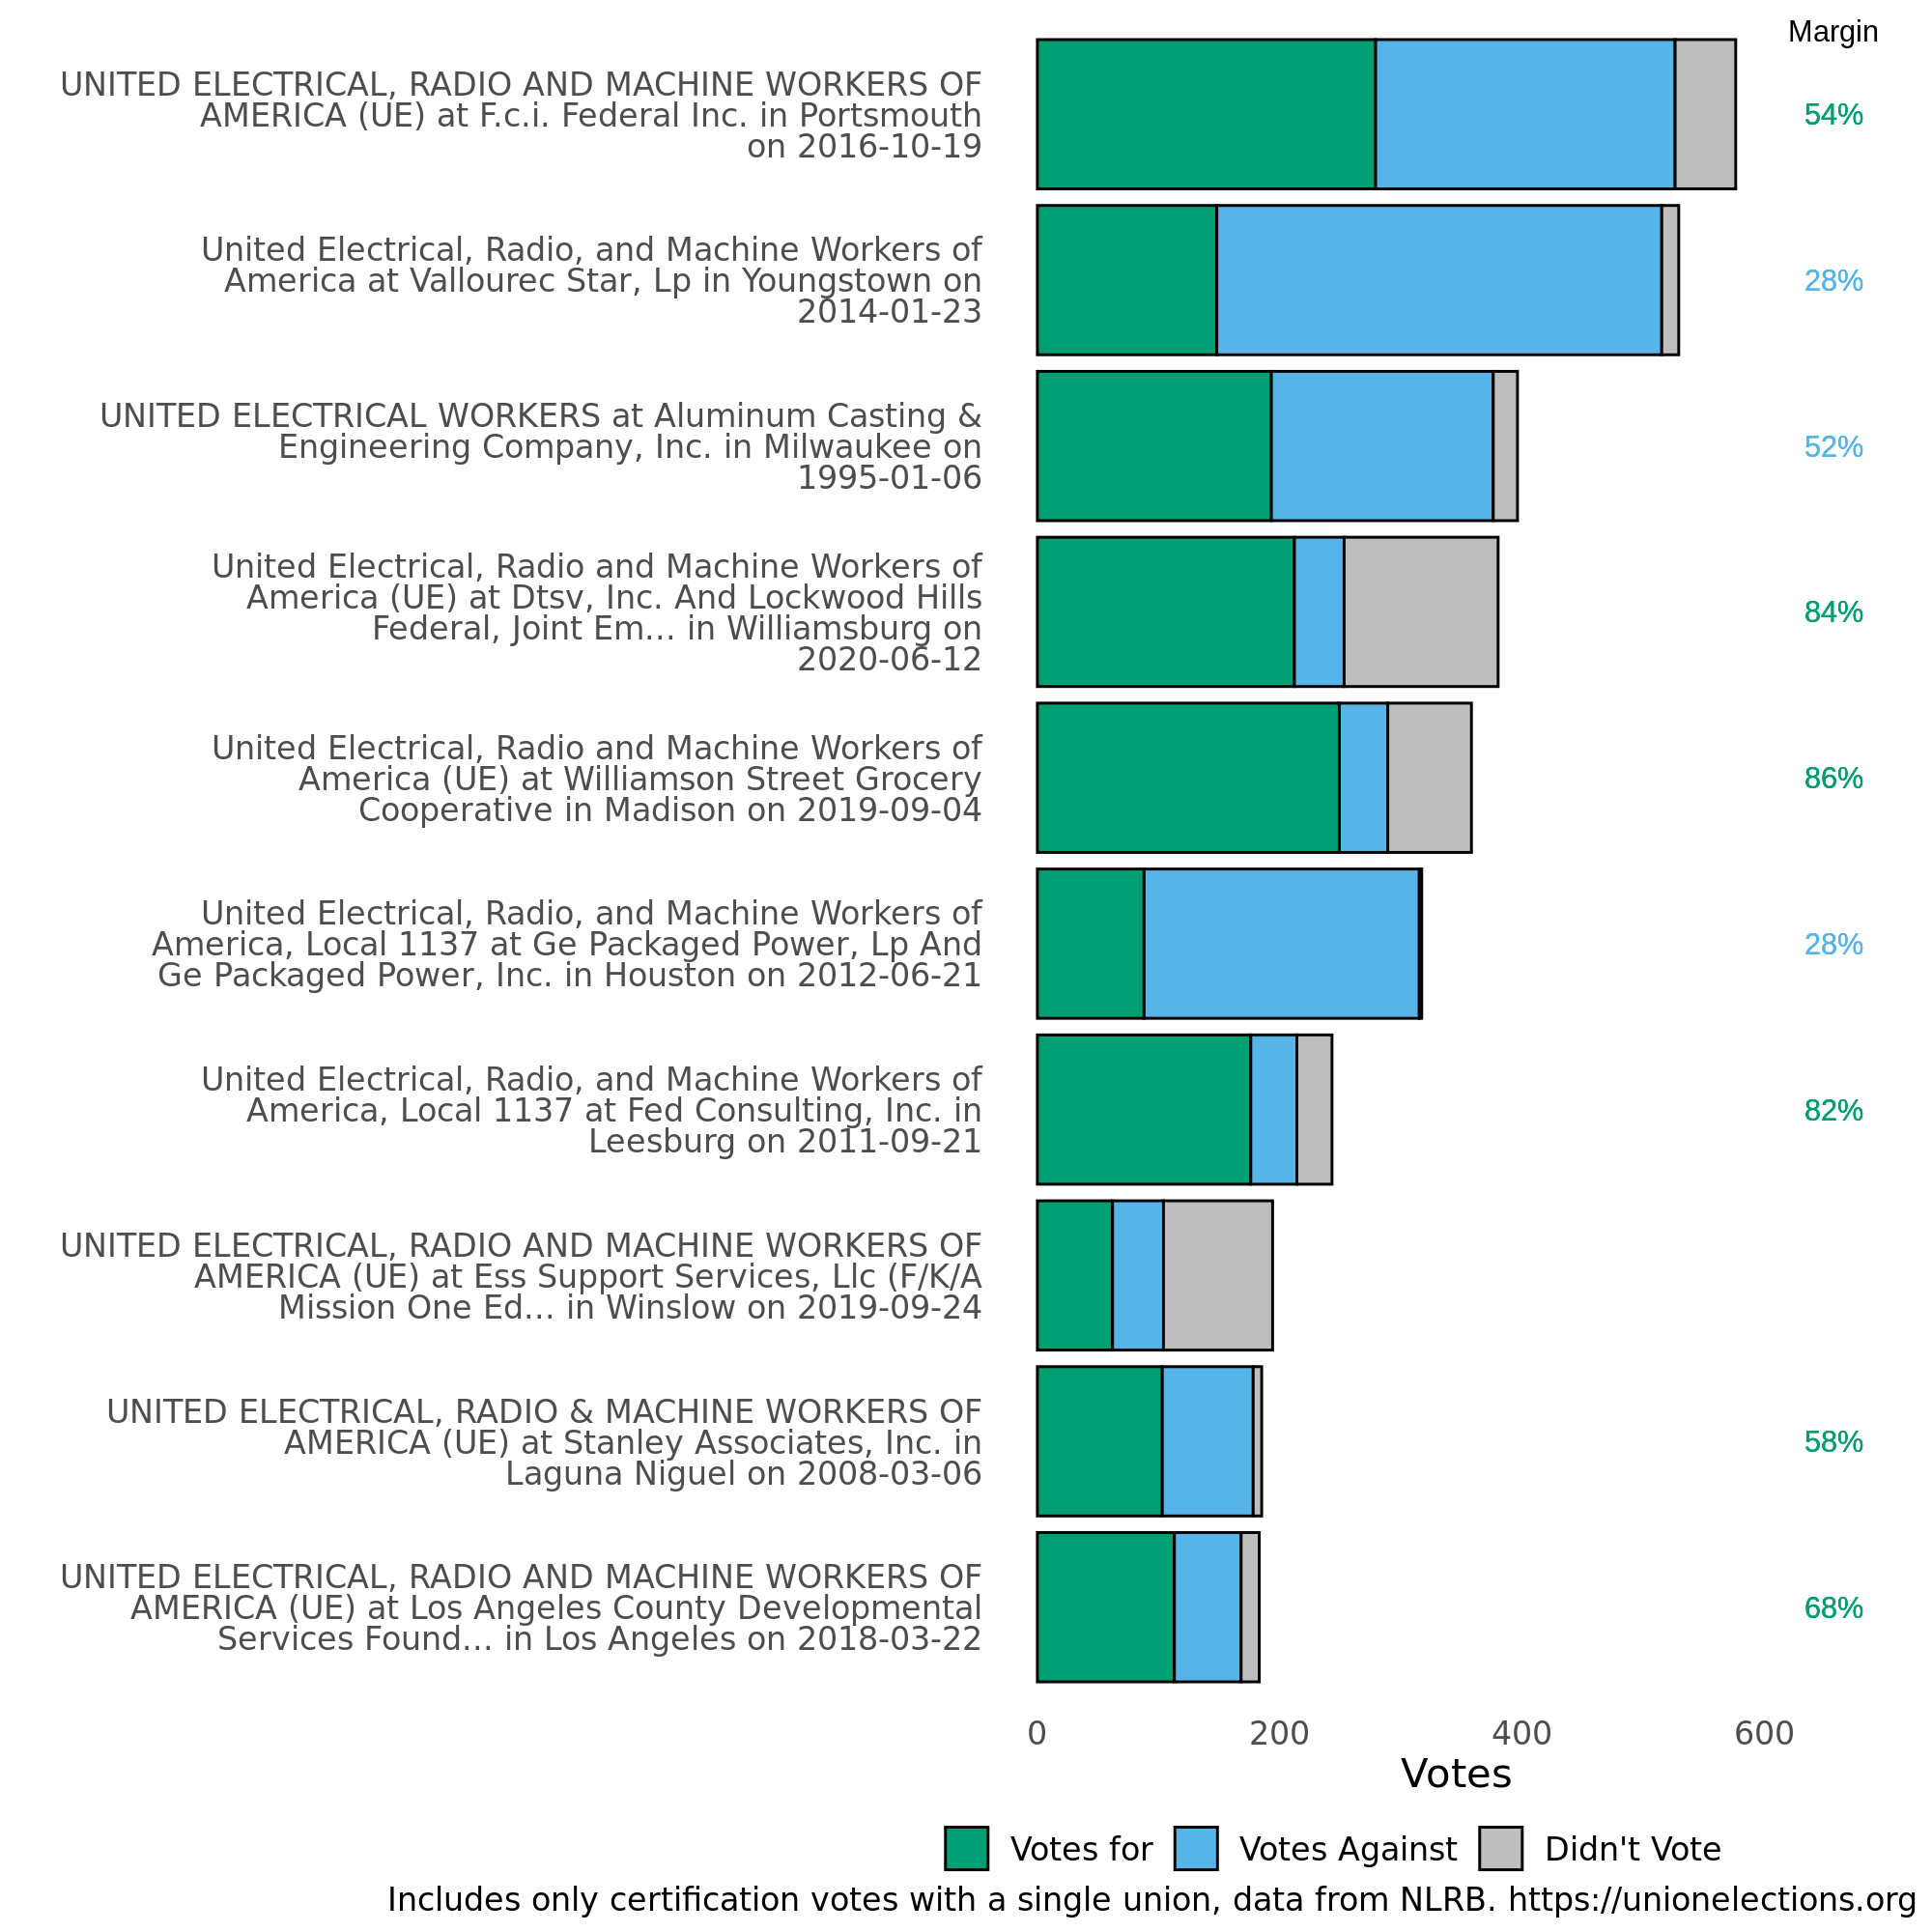 Margin
UNITED ELECTRICAL, RADIO AND MACHINE WORKERS OF
AMERICA (UE) at F.c.i. Federal Inc. in Portsmouth
on 2016-10-19
54%
United Electrical, Radio, and Machine Workers of
America at Vallourec Star, Lp in Youngstown on
2014-01-23
28%
UNITED ELECTRICAL WORKERS at Aluminum Casting &
Engineering Company, Inc. in Milwaukee on
1995-01-06
52%
United Electrical, Radio and Machine Workers of
America (UE) at Dtsv, Inc. And Lockwood Hills
Federal, Joint Em... in Williamsburg on
2020-06-12
84%
United Electrical, Radio and Machine Workers of
America (UE) at Williamson Street Grocery
Cooperative in Madison on 2019-09-04
86%
United Electrical, Radio, and Machine Workers of
America, Local 1137 at Ge Packaged Power, Lp And
Ge Packaged Power, Inc. in Houston on 2012-06-21
28%
United Electrical, Radio, and Machine Workers of
America, Local 1137 at Fed Consulting, Inc. in
Leesburg on 2011-09-21
82%
UNITED ELECTRICAL, RADIO AND MACHINE WORKERS OF
AMERICA (UE) at Ess Support Services, Llc (F/K/A
Mission One Ed... in Winslow on 2019-09-24
UNITED ELECTRICAL, RADIO & MACHINE WORKERS OF
AMERICA (UE) at Stanley Associates, Inc. in
Laguna Niguel on 2008-03-06
58%
UNITED ELECTRICAL, RADIO AND MACHINE WORKERS OF
AMERICA (UE) at Los Angeles County Developmental
Services Found... in Los Angeles on 2018-03-22
68%
0 200 400 600
Votes
Votes for Votes Against Didn't Vote
Includes only certification votes with a single union, data from NLRB. https://unionelections.org